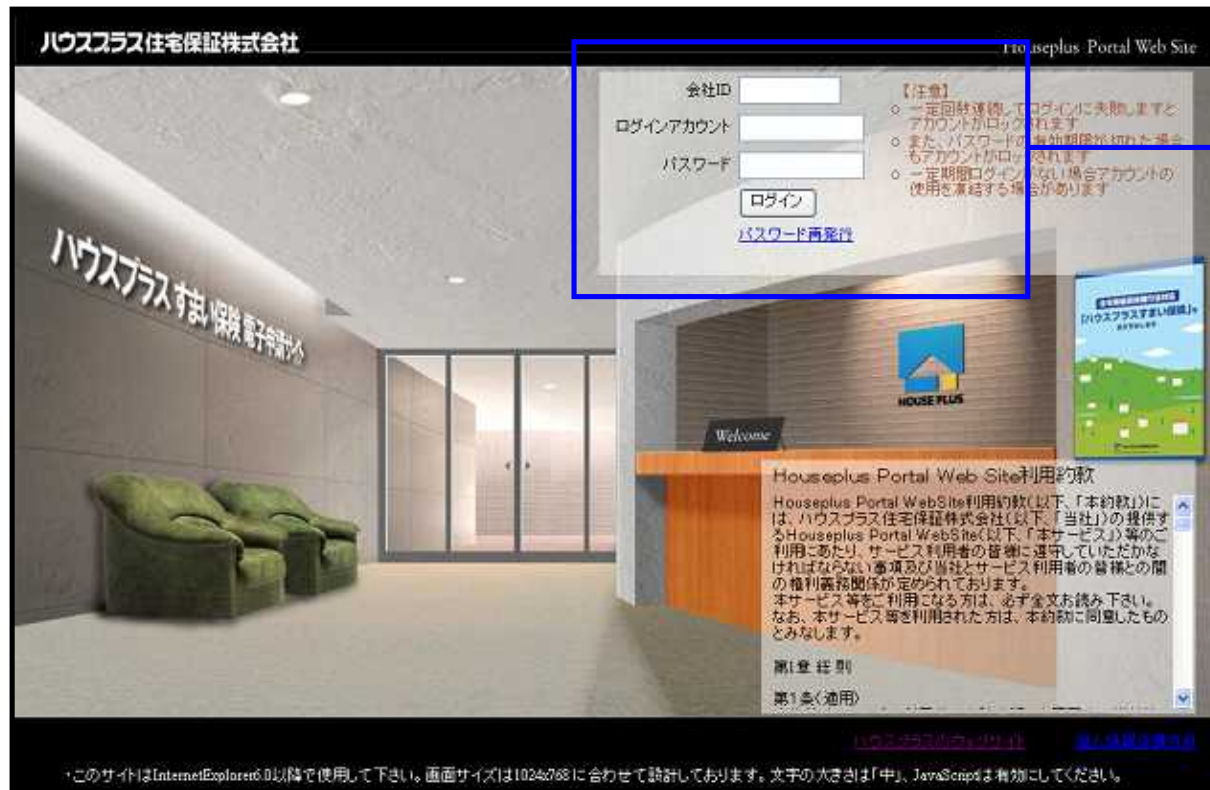 ハウスプラス住宅保証株式会社
Houseplus Portal Web Site
会社ID
ログインアカウント
パスワード
ログイン
パスワード再発行
【注意】
○ 一定回数連続してログインに失敗しますと
アカウントがロックされます
○ また、パスワードの有効期限が切れた場合
もアカウントがロックされます
○ 一定期間ログインがない場合アカウントの
使用を凍結する場合があります
ハウスプラス すまい保険 電子申請サイト
「ハウスプラスすまい保険」
HOUSE PLUS
Welcome
Houseplus Portal Web Site利用約款
Houseplus Portal WebSite利用約款(以下、「本約款」)に
は、ハウスプラス住宅保証株式会社(以下、「当社」)の提供す
るHouseplus Portal WebSite(以下、「本サービス」)等のご
利用にあたり、サービス利用者の皆様に遵守していただかな
ければならない事項及び当社とサービス利用者の皆様との間
の権利義務関係が定められております。
本サービス等をご利用になる方は、必ず全文お読み下さい。
なお、本サービス等を利用された方は、本約款に同意したもの
とみなします。
第1章 総 則
第1条(適用)
ハウスプラスのウェブサイト
個人情報保護方針
・このサイトはInternetExplorer6.0以降で使用して下さい。画面サイズは1024x768に合わせて設計しております。文字の大きさは「中」、JavaScriptは有効にしてください。